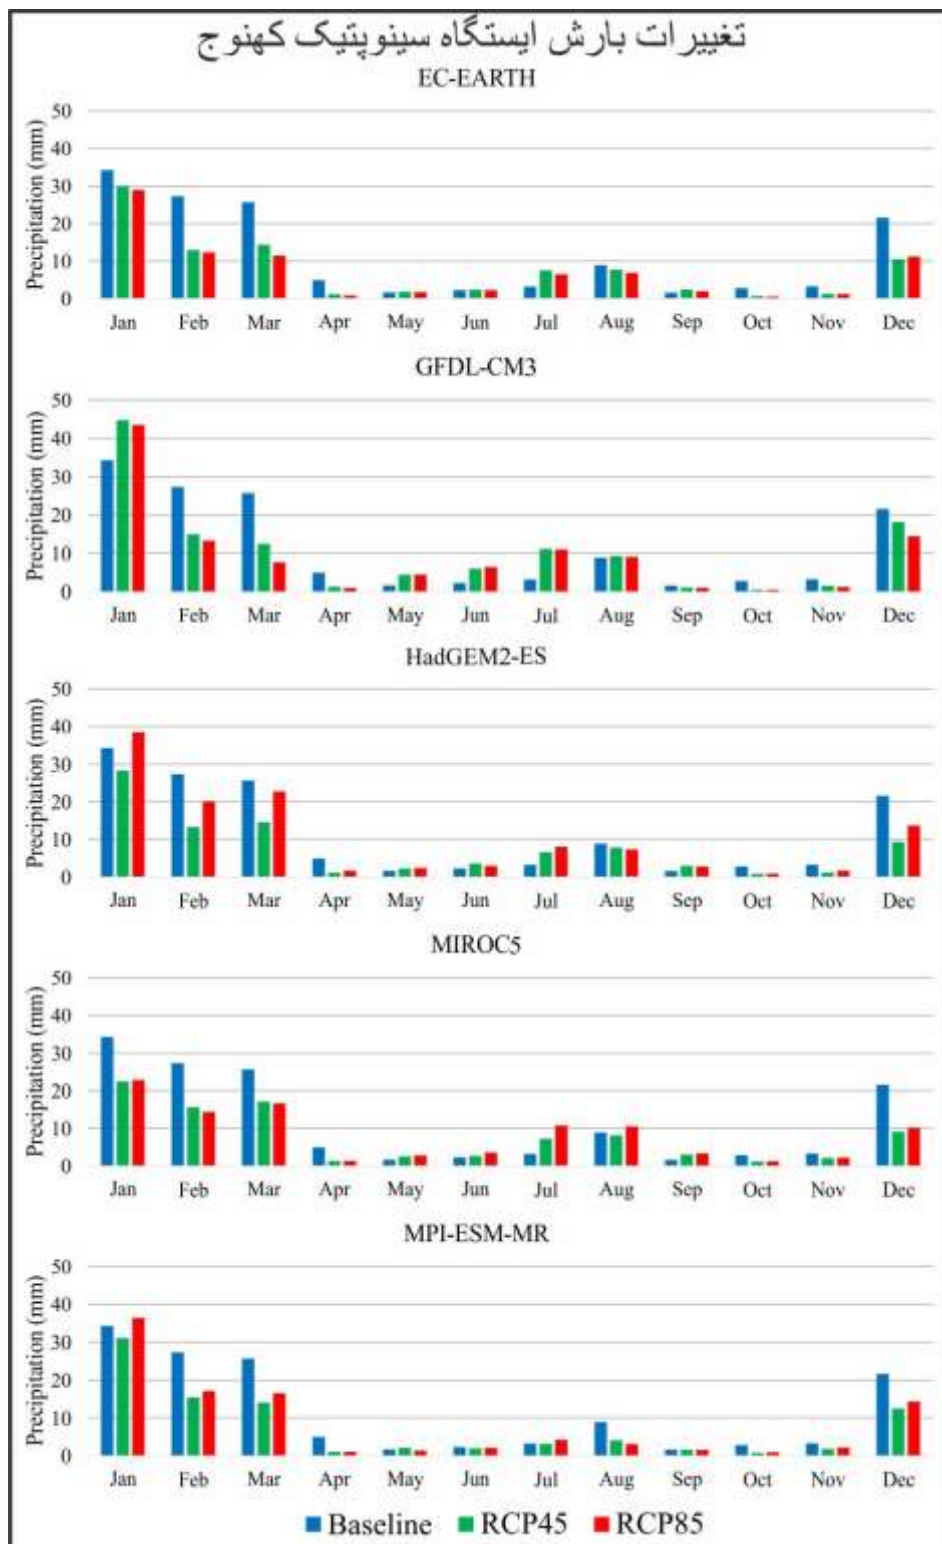 تغییرات بارش ایستگاه سینوپتیک کهنوج
EC-EARTH
Precipitation (mm)
50
40
30
20
10
0
Jan Feb Mar Apr May Jun Jul Aug Sep Oct Nov Dec
GFDL-CM3
Precipitation (mm)
50
40
30
20
10
0
Jan Feb Mar Apr May Jun Jul Aug Sep Oct Nov Dec
HadGEM2-ES
Precipitation (mm)
50
40
30
20
10
0
Jan Feb Mar Apr May Jun Jul Aug Sep Oct Nov Dec
MIROC5
Precipitation (mm)
50
40
30
20
10
0
Jan Feb Mar Apr May Jun Jul Aug Sep Oct Nov Dec
MPI-ESM-MR
Precipitation (mm)
50
40
30
20
10
0
Jan Feb Mar Apr May Jun Jul Aug Sep Oct Nov Dec
Baseline RCP45 RCP85